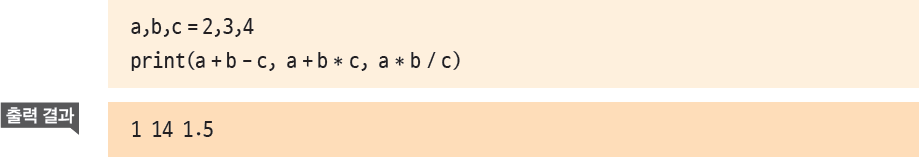 a,b,c = 2,3,4
print(a + b - c, a + b * c, a * b / c)
출력 결과
1 14 1.5